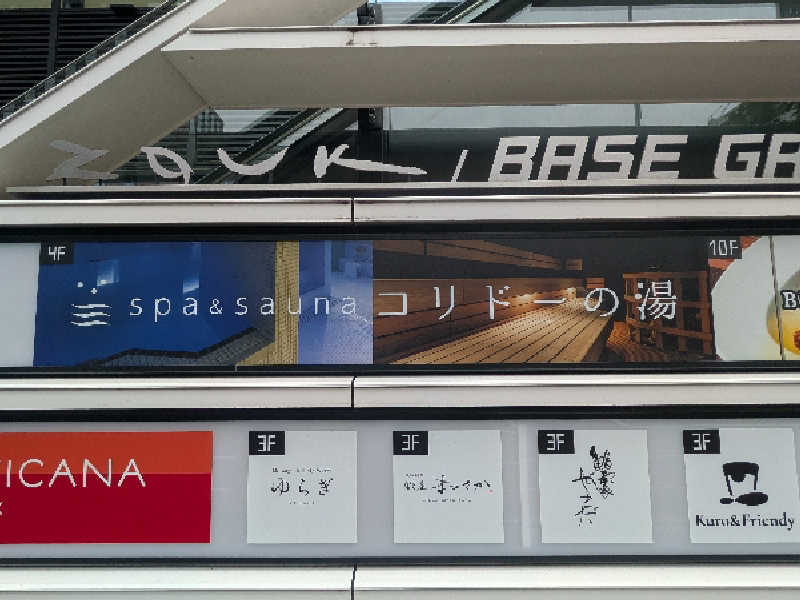 ZOUK / BASE GA
4F
spa&sauna コリドーの湯
10F
ICANA
3F
ゆらぎ
3F
3F
3F
Kuru&Friendy